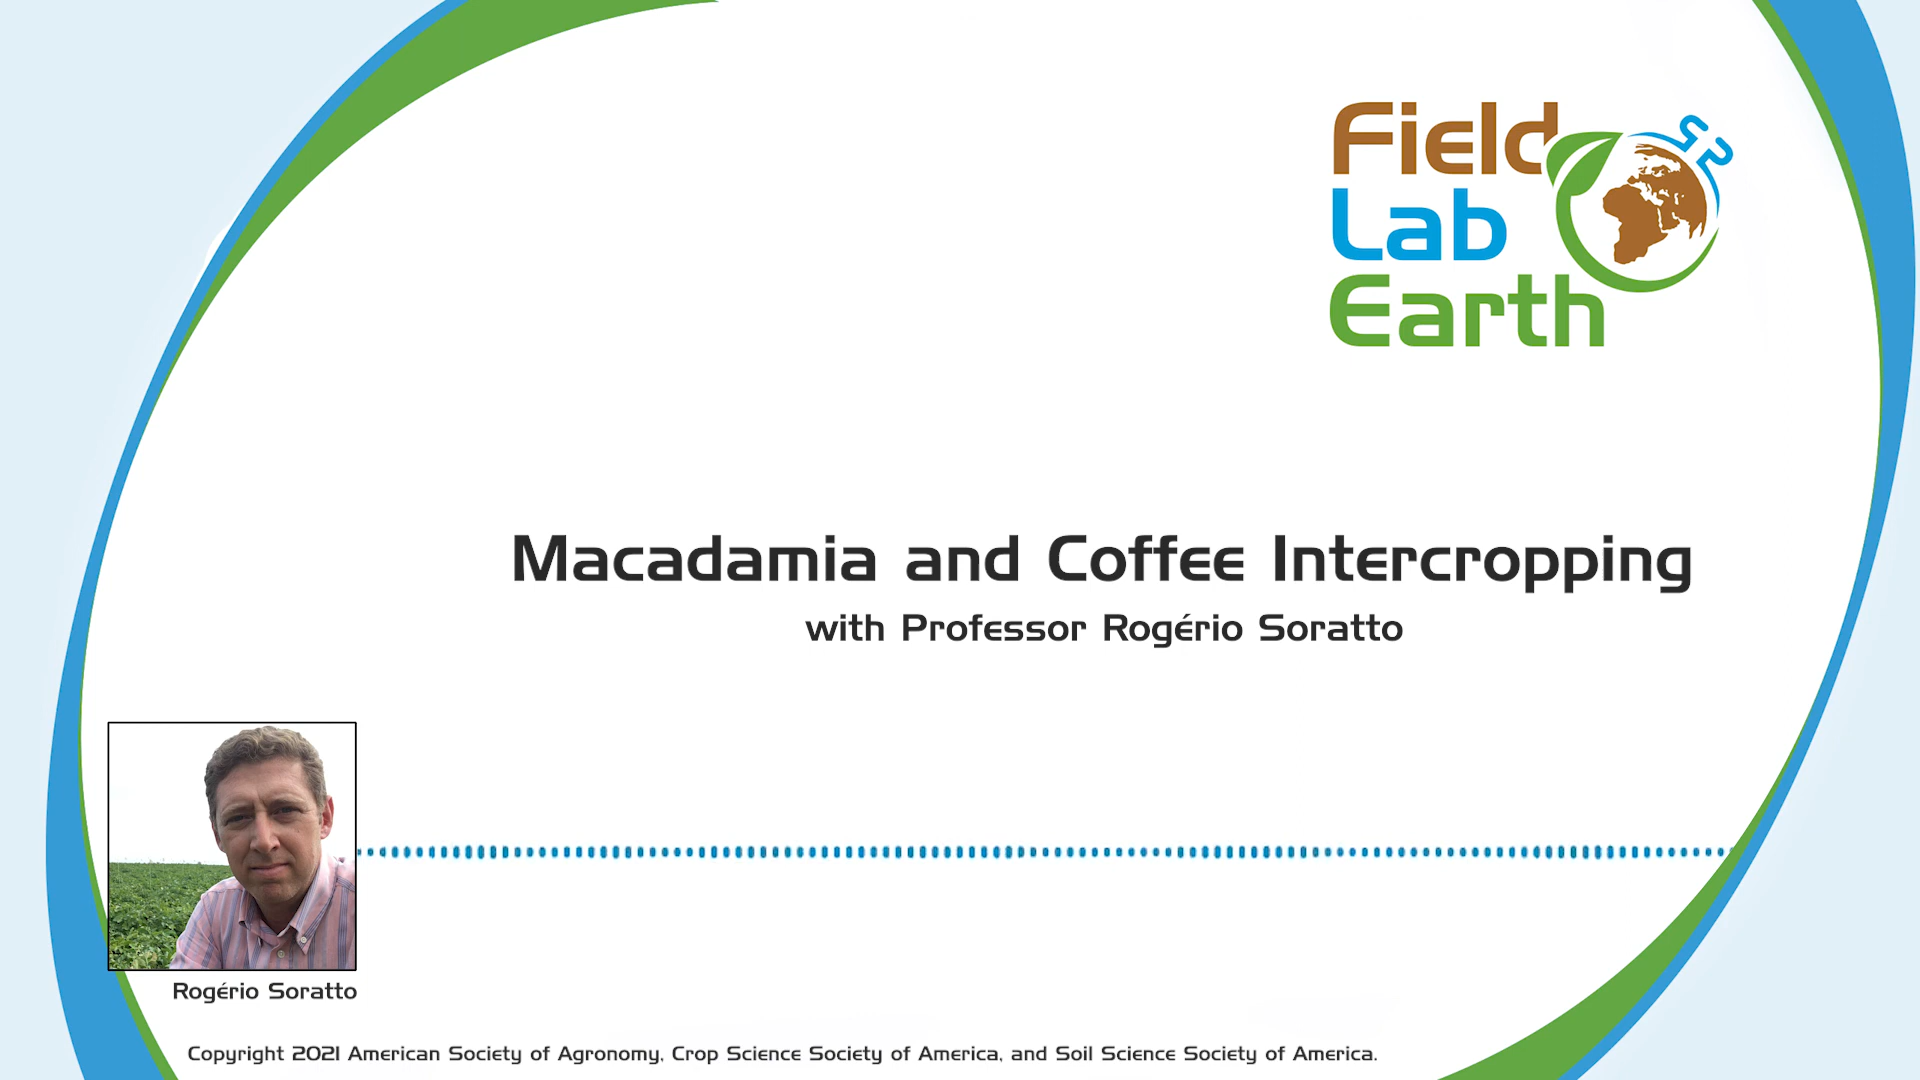 Field
Lab
Earth
Macadamia and Coffee Intercropping
with Professor Rogério Soratto
Rogério Soratto
Copyright 2021 American Society of Agronomy, Crop Science Society of America, and Soil Science Society of America.